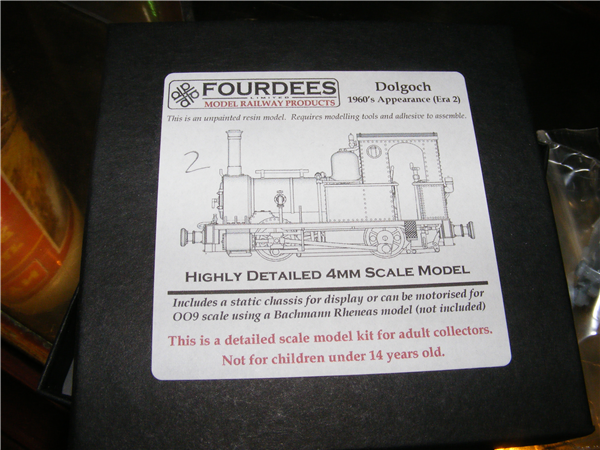 FOURDEES
LIMITED
MODEL RAILWAY PRODUCTS
Dolgoch
1960's Appearance (Era 2)
This is an unpainted resin model. Requires modelling tools and adhesive to assemble.
2
HIGHLY DETAILED 4MM SCALE MODEL
Includes a static chassis for display or can be motorised for
OO9 scale using a Bachmann Rheneas model (not included)
This is a detailed scale model kit for adult collectors.
Not for children under 14 years old.